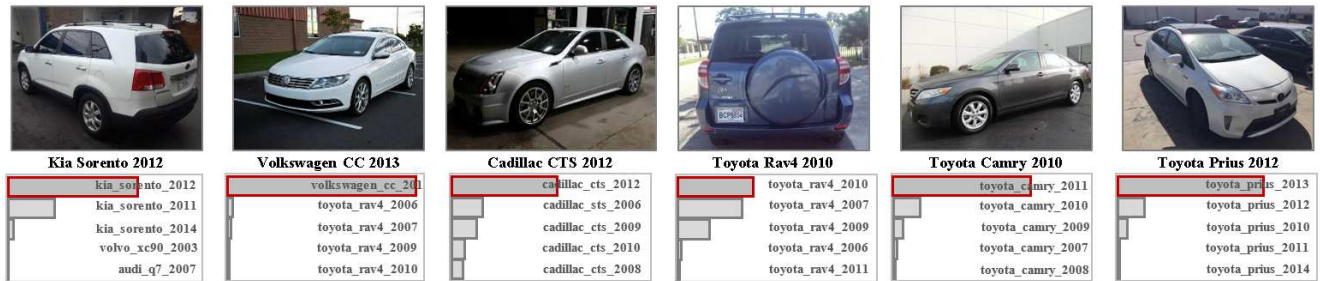 Kia Sorento 2012
kia_sorento_2012
kia_sorento_2011
kia_sorento_2014
volvo_xc90_2003
audi_q7_2007
Volkswagen CC 2013
volkswagen_cc_201
toyota_rav4_2006
toyota_rav4_2007
toyota_rav4_2009
toyota_rav4_2010
Cadillac CTS 2012
cadillac_cts_2012
cadillac_sts_2006
cadillac_cts_2009
cadillac_cts_2010
cadillac_cts_2008
Toyota Rav4 2010
toyota_rav4_2010
toyota_rav4_2007
toyota_rav4_2009
toyota_rav4_2006
toyota_rav4_2011
Toyota Camry 2010
toyota_camry_2011
toyota_camry_2010
toyota_camry_2009
toyota_camry_2007
toyota_camry_2008
Toyota Prius 2012
toyota_prius_2013
toyota_prius_2012
toyota_prius_2010
toyota_prius_2011
toyota_prius_2014